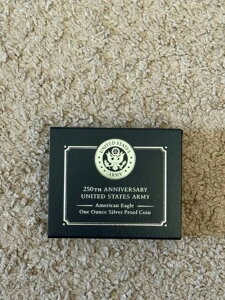 UNITED STATES
ARMY
250TH ANNIVERSARY
UNITED STATES ARMY
American Eagle
One Ounce Silver Proof Coin